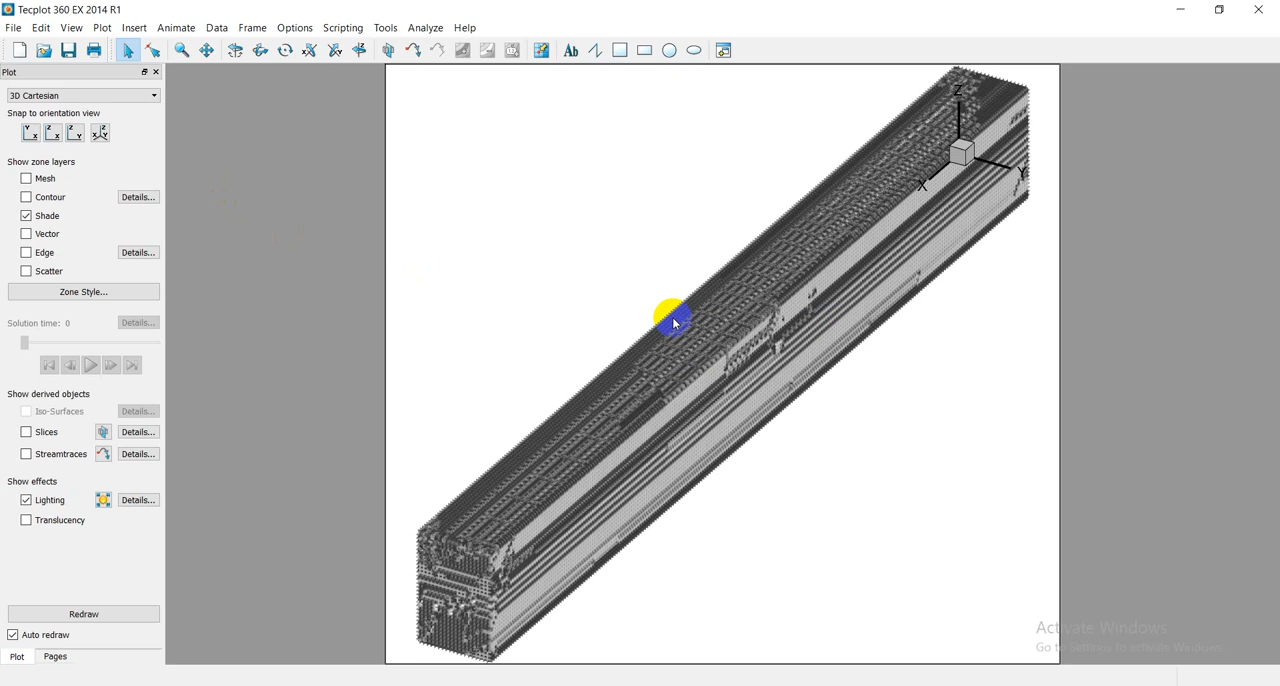 Tecplot 360 EX 2014 R1
File Edit View Plot Insert Animate Data Frame Options Scripting Tools Analyze Help
Plot
3D Cartesian
Snap to orientation view
Show zone layers
Mesh
Contour Details...
Shade
Vector
Edge Details...
Scatter
Zone Style...
Solution time: 0 Details...
Show derived objects
Iso-Surfaces Details...
Slices Details...
Streamtraces Details...
Show effects
Lighting Details...
Translucency
Redraw
Auto redraw
Plot Pages
Z
Y
X
Activate Windows
Go to Settings to activate Windows.